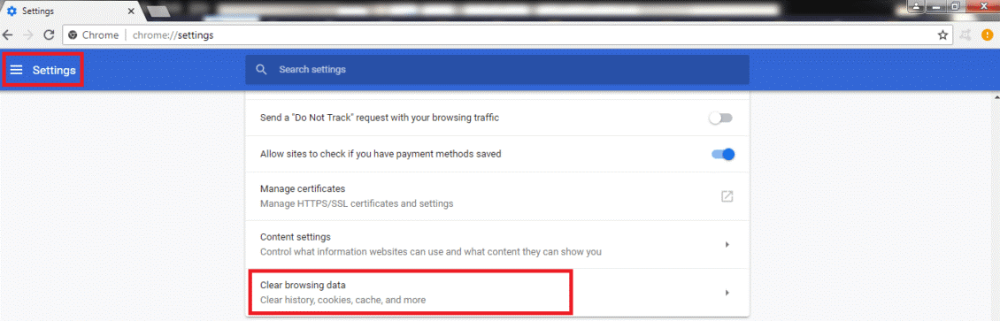 Settings
Chrome chrome://settings
Settings
Search settings
Send a "Do Not Track" request with your browsing traffic
Allow sites to check if you have payment methods saved
Manage certificates
Manage HTTPS/SSL certificates and settings
Content settings
Control what information websites can use and what content they can show you
Clear browsing data
Clear history, cookies, cache, and more